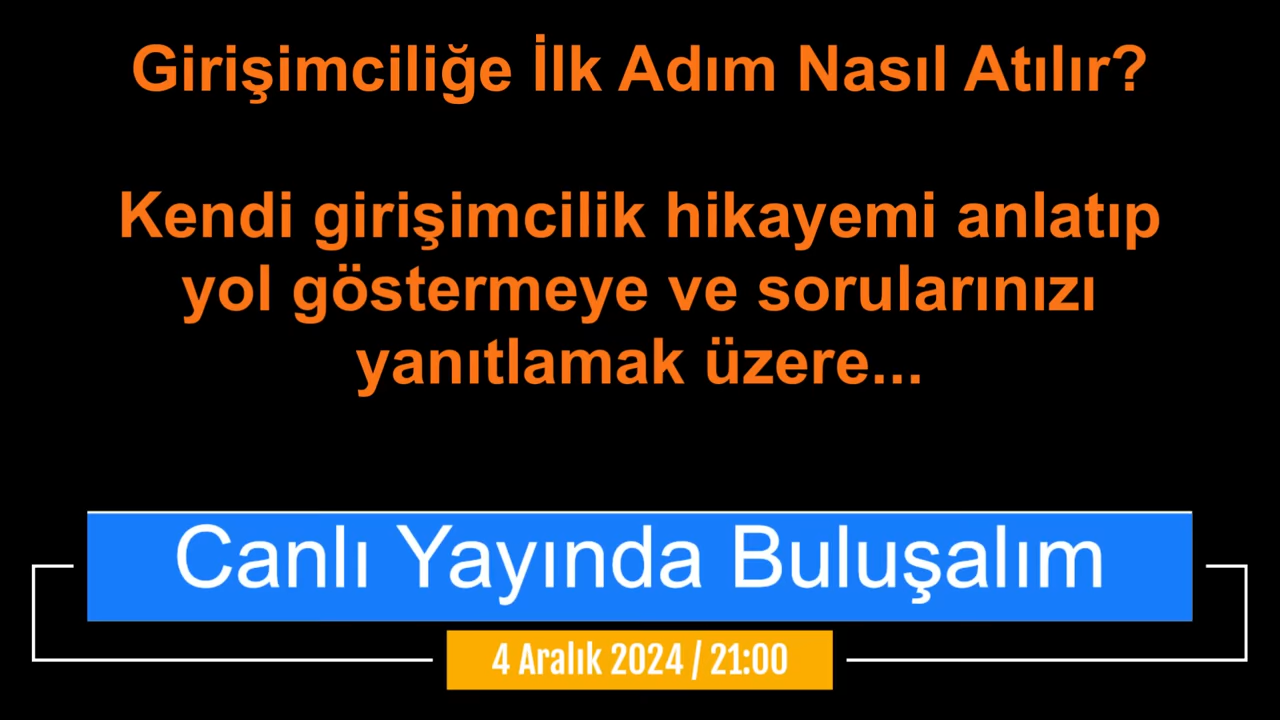 Girişimciliğe İlk Adım Nasıl Atılır?
Kendi girişimcilik hikayemi anlatıp
yol göstermeye ve sorularınızı
yanıtlamak üzere...
Canlı Yayında Buluşalım
4 Aralık 2024 / 21:00